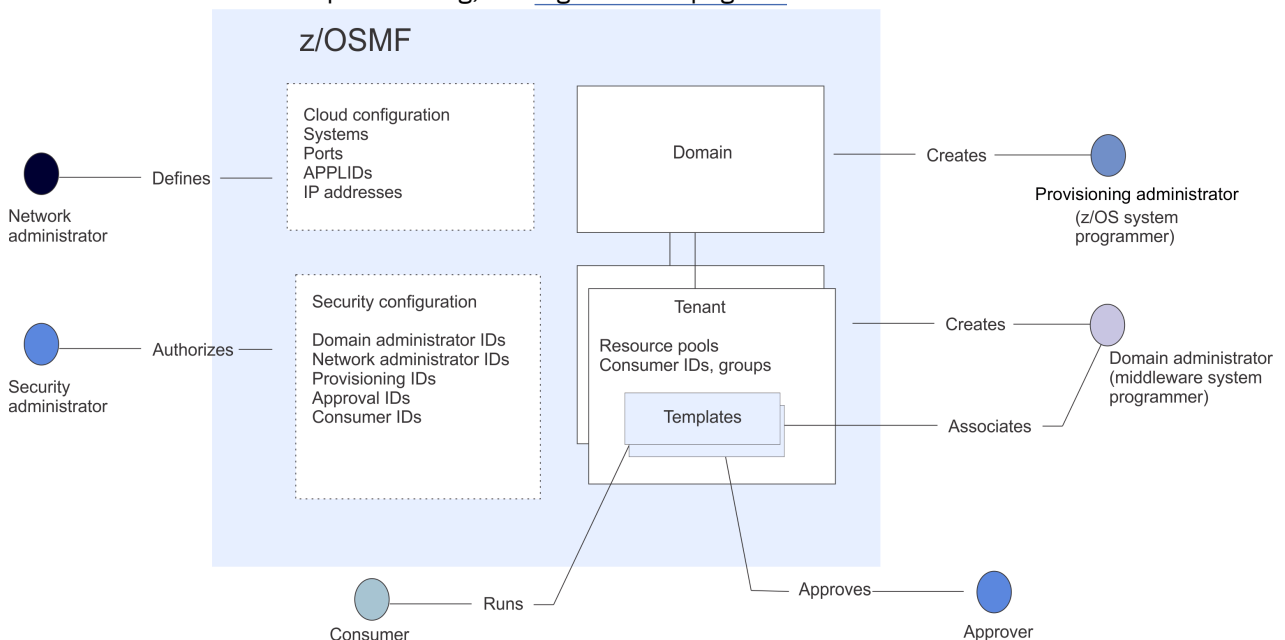 z/OSMF
Cloud configuration
Systems
Ports
APPLIDs
IP addresses
Domain
Creates
Provisioning administrator
(z/OS system
programmer)
Defines
Network
administrator
Security configuration
Domain administrator IDs
Network administrator IDs
Provisioning IDs
Approval IDs
Consumer IDs
Authorizes
Security
administrator
Tenant
Resource pools
Consumer IDs, groups
Templates
Creates
Domain administrator
(middleware system
programmer)
Associates
Runs
Consumer
Approves
Approver